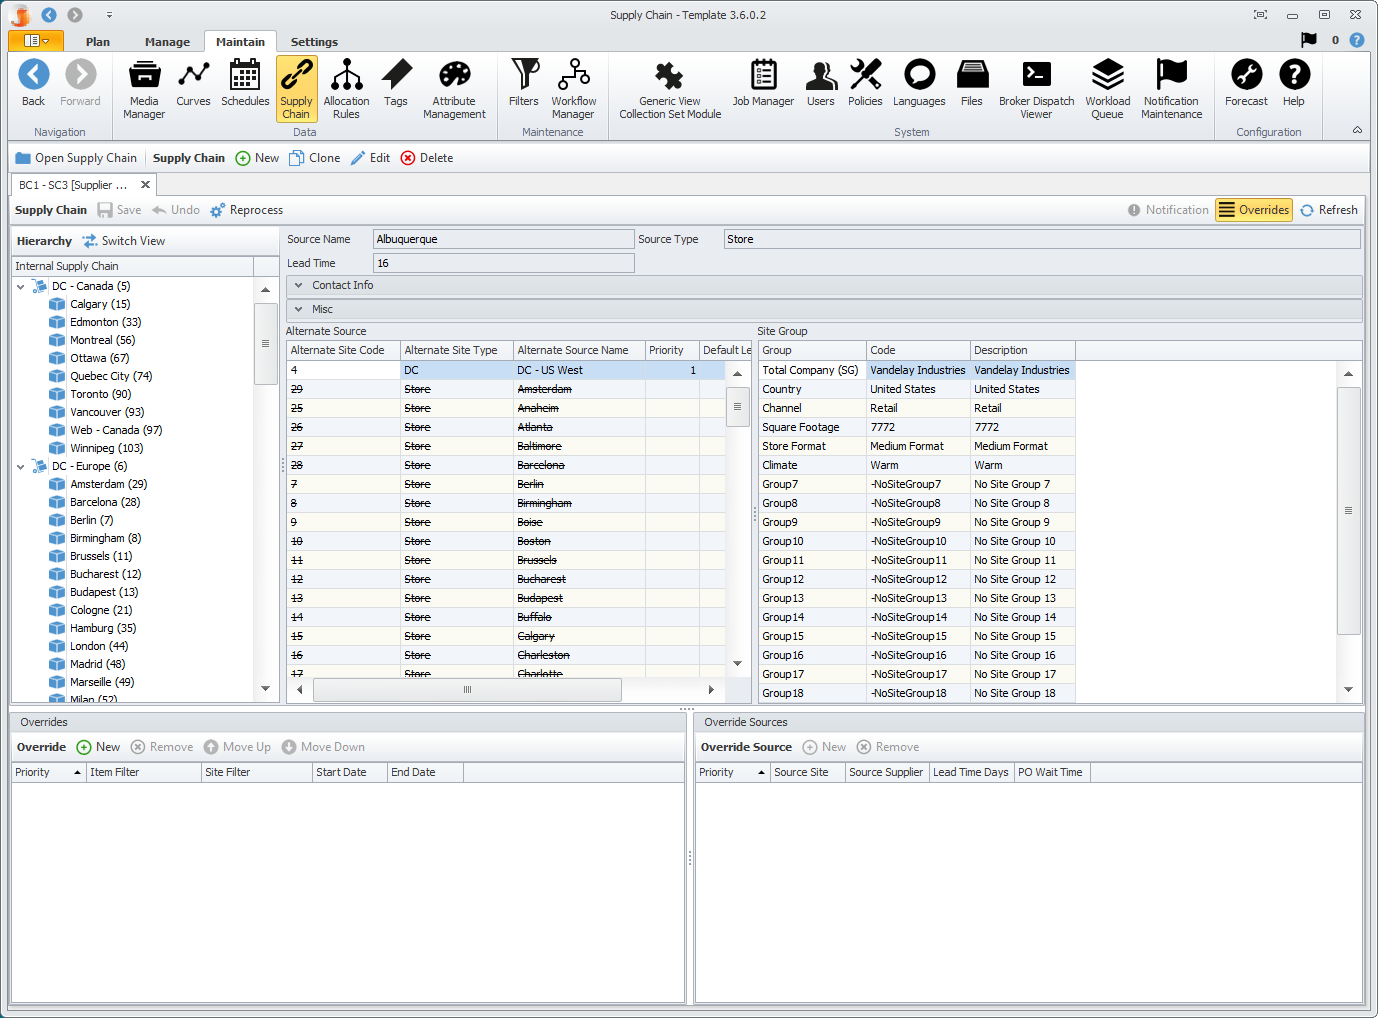 Supply Chain - Template 3.6.0.2
Plan Manage Maintain Settings 0
Back Forward Media Manager Curves Schedules Supply Chain Allocation Rules Tags Attribute Management Filters Workflow Manager Generic View Collection Set Module Job Manager Users Policies Languages Files Broker Dispatch Viewer Workload Queue Notification Maintenance Forecast Help
Navigation Data Maintenance System Configuration
Open Supply Chain Supply Chain New Clone Edit Delete
BC1 - SC3 [Supplier ...
Supply Chain Save Undo Reprocess Notification Overrides Refresh
Hierarchy Switch View
Internal Supply Chain
DC - Canada (5)
Calgary (15)
Edmonton (33)
Montreal (56)
Ottawa (67)
Quebec City (74)
Toronto (90)
Vancouver (93)
Web - Canada (97)
Winnipeg (103)
DC - Europe (6)
Amsterdam (29)
Barcelona (28)
Berlin (7)
Birmingham (8)
Brussels (11)
Bucharest (12)
Budapest (13)
Cologne (21)
Hamburg (35)
London (44)
Madrid (48)
Marseille (49)
Milan (52)
Source Name Albuquerque Source Type Store
Lead Time 16
Contact Info
Misc
Alternate Source
Alternate Site Code Alternate Site Type Alternate Source Name Priority Default Le
4 DC DC - US West 1
29 Store Amsterdam
25 Store Anaheim
26 Store Atlanta
27 Store Baltimore
28 Store Barcelona
7 Store Berlin
8 Store Birmingham
9 Store Boise
10 Store Boston
11 Store Brussels
12 Store Bucharest
13 Store Budapest
14 Store Buffalo
15 Store Calgary
16 Store Charleston
17 Store Charlotte
Site Group
Group Code Description
Total Company (SG) Vandelay Industries Vandelay Industries
Country United States United States
Channel Retail Retail
Square Footage 7772 7772
Store Format Medium Format Medium Format
Climate Warm Warm
Group7 -NoSiteGroup7 No Site Group 7
Group8 -NoSiteGroup8 No Site Group 8
Group9 -NoSiteGroup9 No Site Group 9
Group10 -NoSiteGroup10 No Site Group 10
Group11 -NoSiteGroup11 No Site Group 11
Group12 -NoSiteGroup12 No Site Group 12
Group13 -NoSiteGroup13 No Site Group 13
Group14 -NoSiteGroup14 No Site Group 14
Group15 -NoSiteGroup15 No Site Group 15
Group16 -NoSiteGroup16 No Site Group 16
Group17 -NoSiteGroup17 No Site Group 17
Group18 -NoSiteGroup18 No Site Group 18
Overrides
Override New Remove Move Up Move Down
Priority Item Filter Site Filter Start Date End Date
Override Sources
Override Source New Remove
Priority Source Site Source Supplier Lead Time Days PO Wait Time